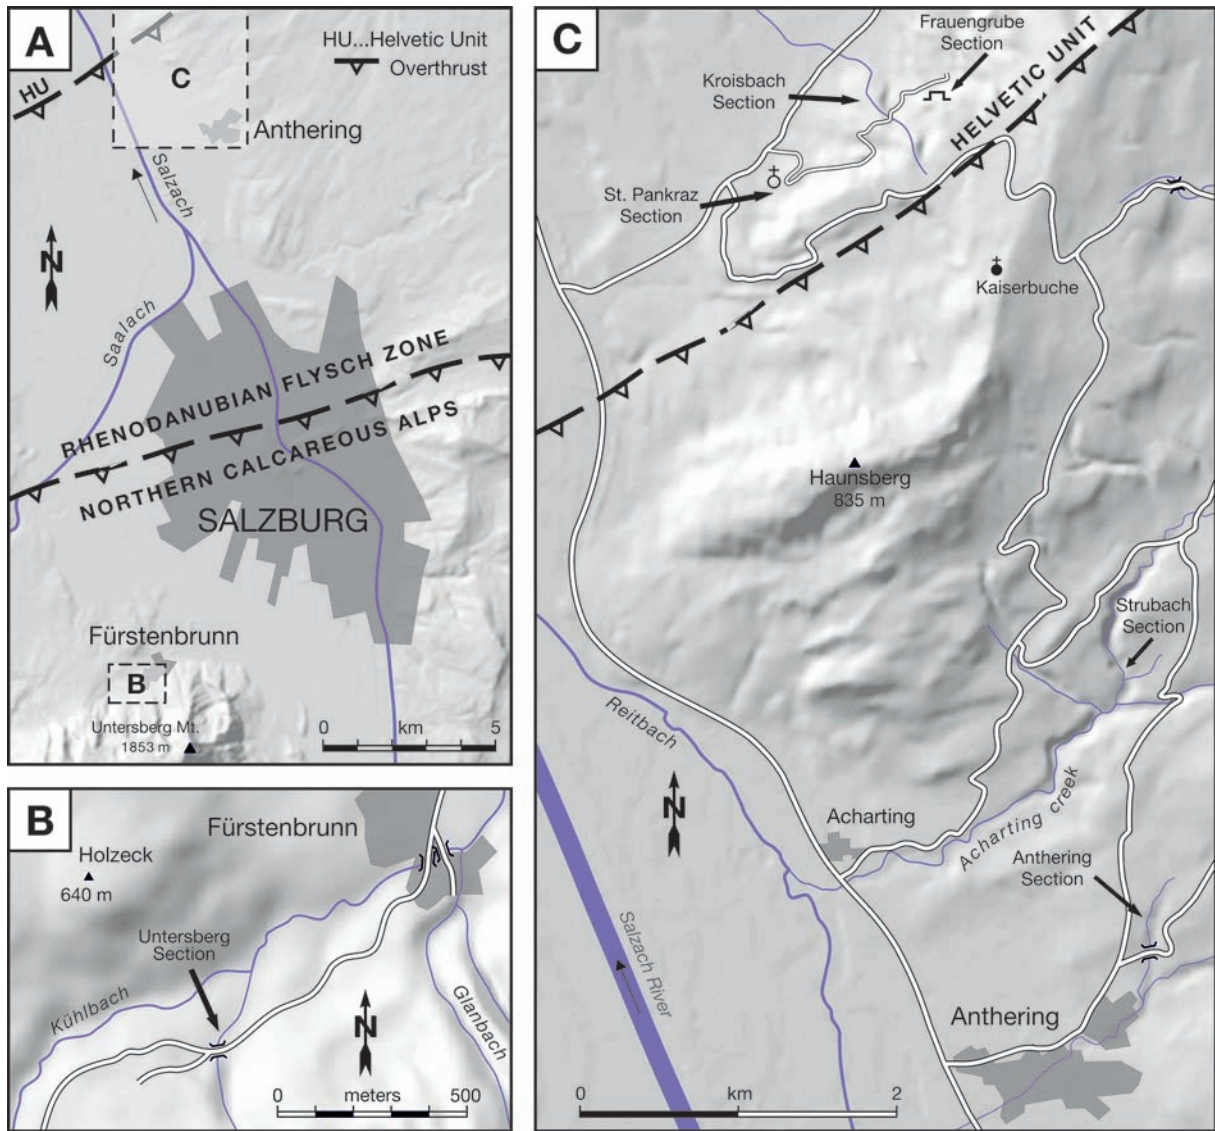 A
HU...Helvetic Unit
Overthrust
HU
C
Anthering
Salzach
N
Saalach
RHENODANUBIAN FLYSCH ZONE
NORTHERN CALCAREOUS ALPS
SALZBURG
Fürstenbrunn
B
Untersberg Mt.
1853 m
0 km 5
B
Fürstenbrunn
Holzeck
640 m
Untersberg
Section
Kühlbach
Glanbach
N
0 meters 500
C
Frauengrube
Section
Kroisbach
Section
HELVETIC UNIT
St. Pankraz
Section
Kaiserbuche
Haunsberg
835 m
Strubach
Section
Reitbach
N
Acharting
Acharting creek
Anthering
Section
Salzach River
Anthering
0 km 2